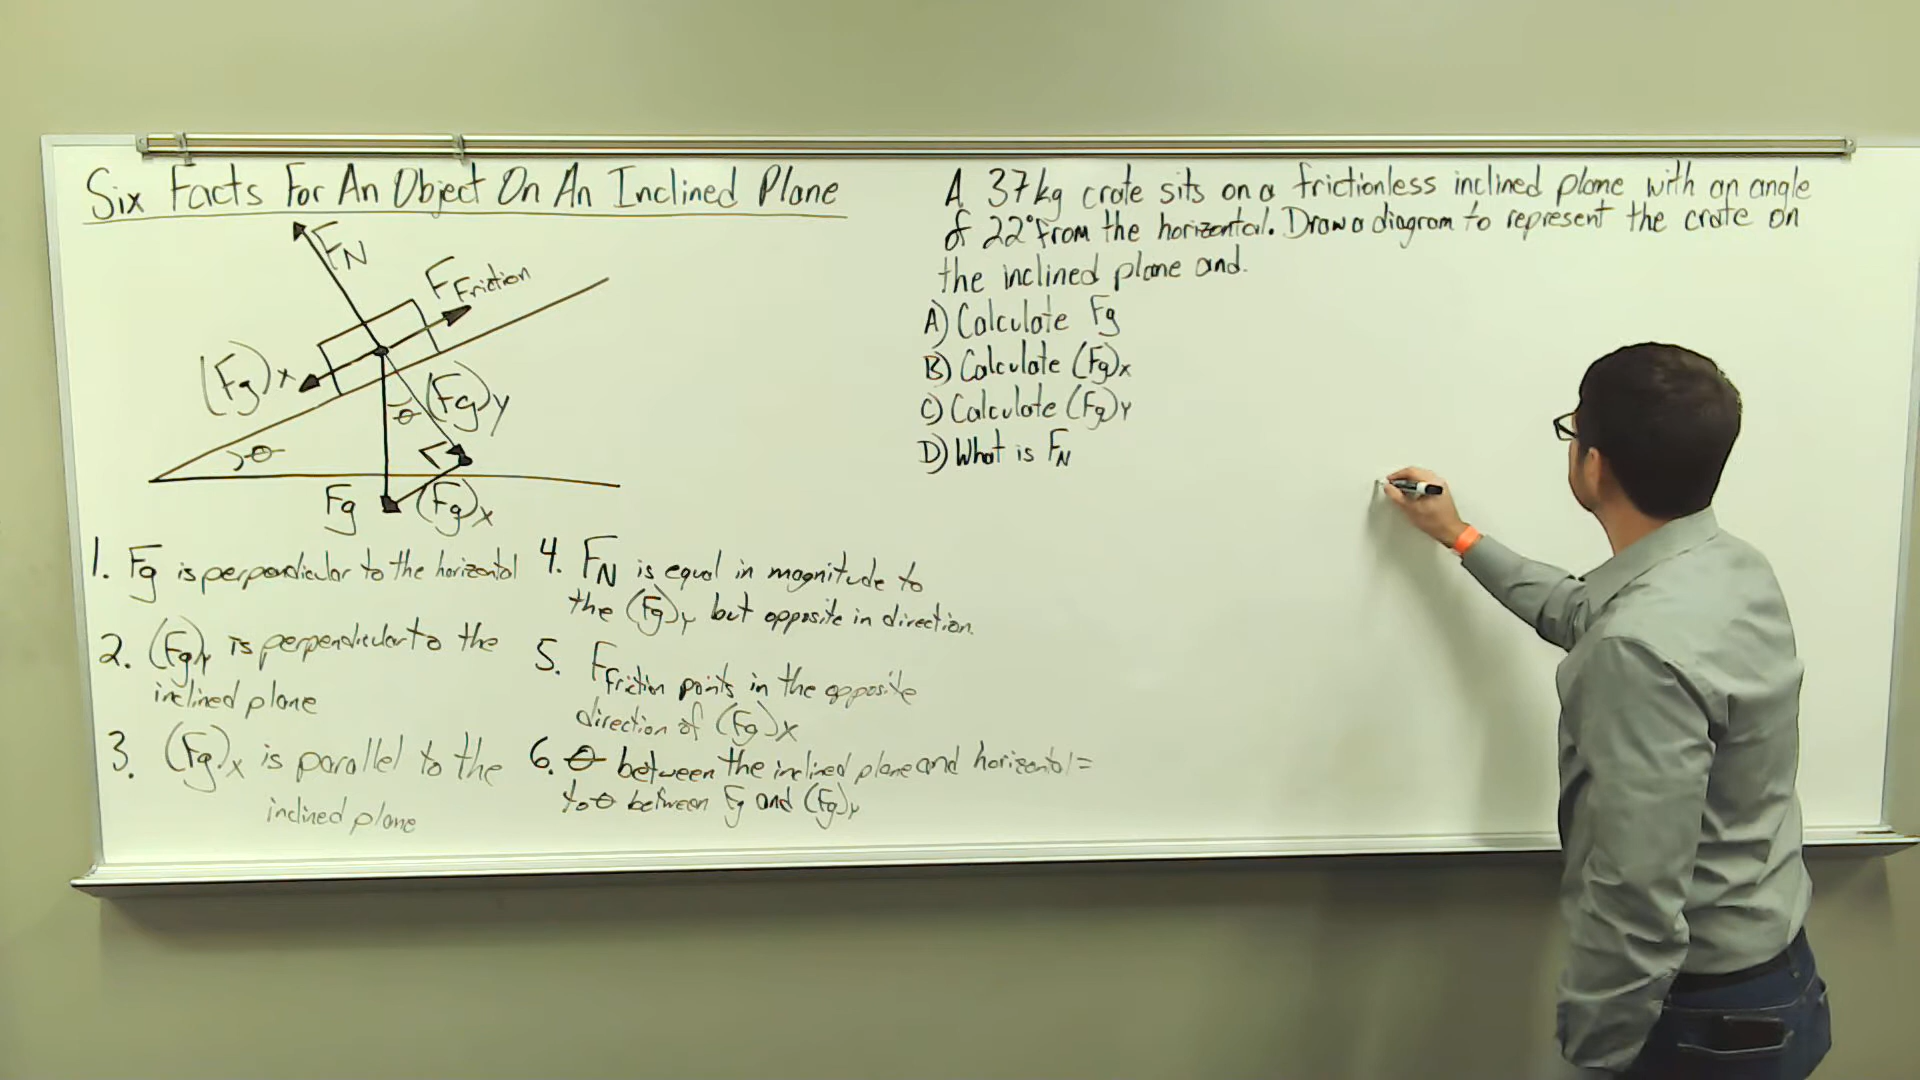 Six Facts For An Object On An Inclined Plane
FN
FFriction
(Fg)x
(Fg)y
θ
θ
Fg
(Fg)x
1. Fg is perpendicular to the horizontal
2. (Fg)y is perpendicular to the
inclined plane
3. (Fg)x is parallel to the
inclined plane
4. FN is equal in magnitude to
the (Fg)y but opposite in direction.
5. Ffriction points in the opposite
direction of (Fg)x
6. θ between the inclined plane and horizontal =
to θ between Fg and (Fg)y
A 37kg crate sits on a frictionless inclined plane with an angle
of 22° from the horizontal. Draw a diagram to represent the crate on
the inclined plane and.
A) Calculate Fg
B) Calculate (Fg)x
C) Calculate (Fg)y
D) What is FN